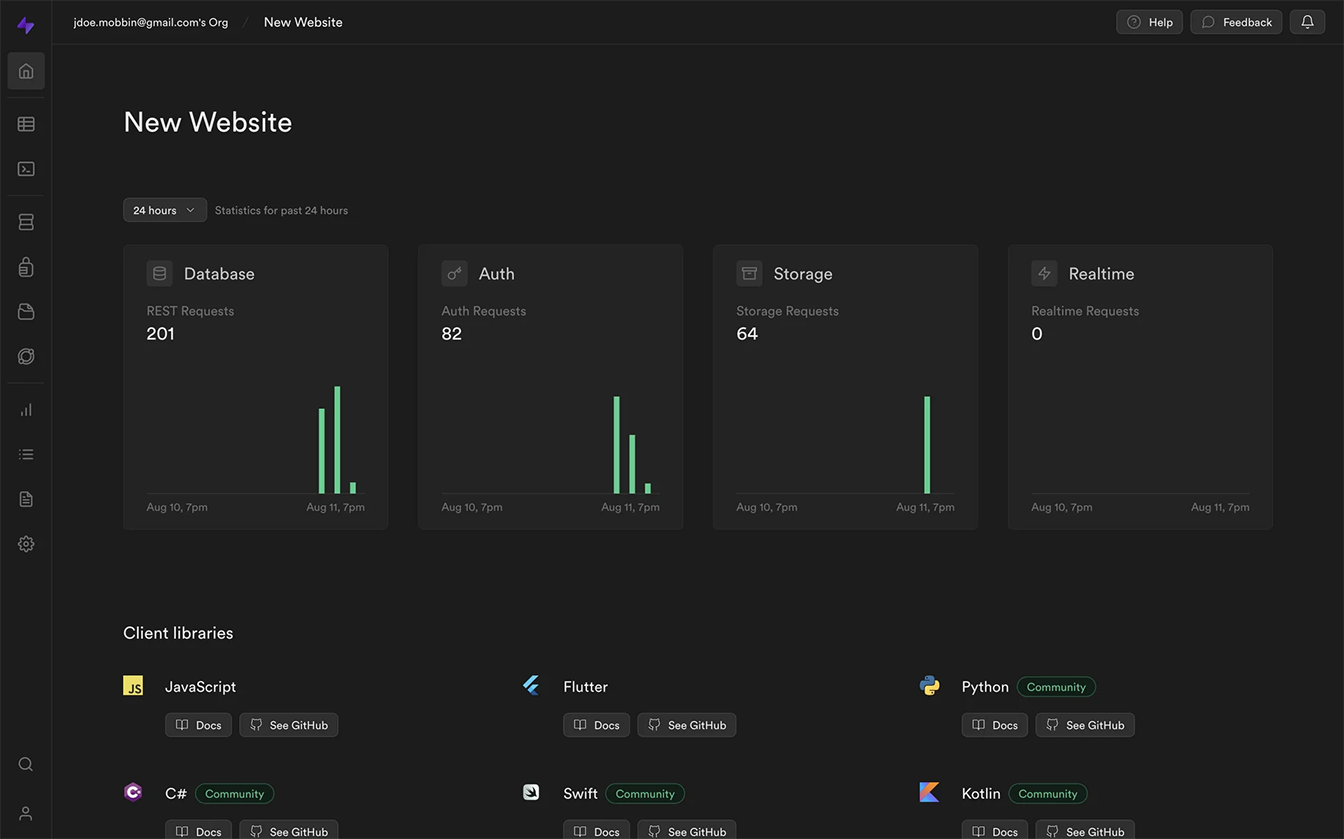 jdoe.mobbin@gmail.com's Org / New Website
Help
Feedback
New Website
24 hours
Statistics for past 24 hours
Database
REST Requests
201
Aug 10, 7pm
Aug 11, 7pm
Auth
Auth Requests
82
Aug 10, 7pm
Aug 11, 7pm
Storage
Storage Requests
64
Aug 10, 7pm
Aug 11, 7pm
Realtime
Realtime Requests
0
Aug 10, 7pm
Aug 11, 7pm
Client libraries
JS
JavaScript
Docs
See GitHub
Flutter
Docs
See GitHub
Python
Community
Docs
See GitHub
C
C#
Community
Docs
See GitHub
Swift
Community
Docs
See GitHub
Kotlin
Community
Docs
See GitHub